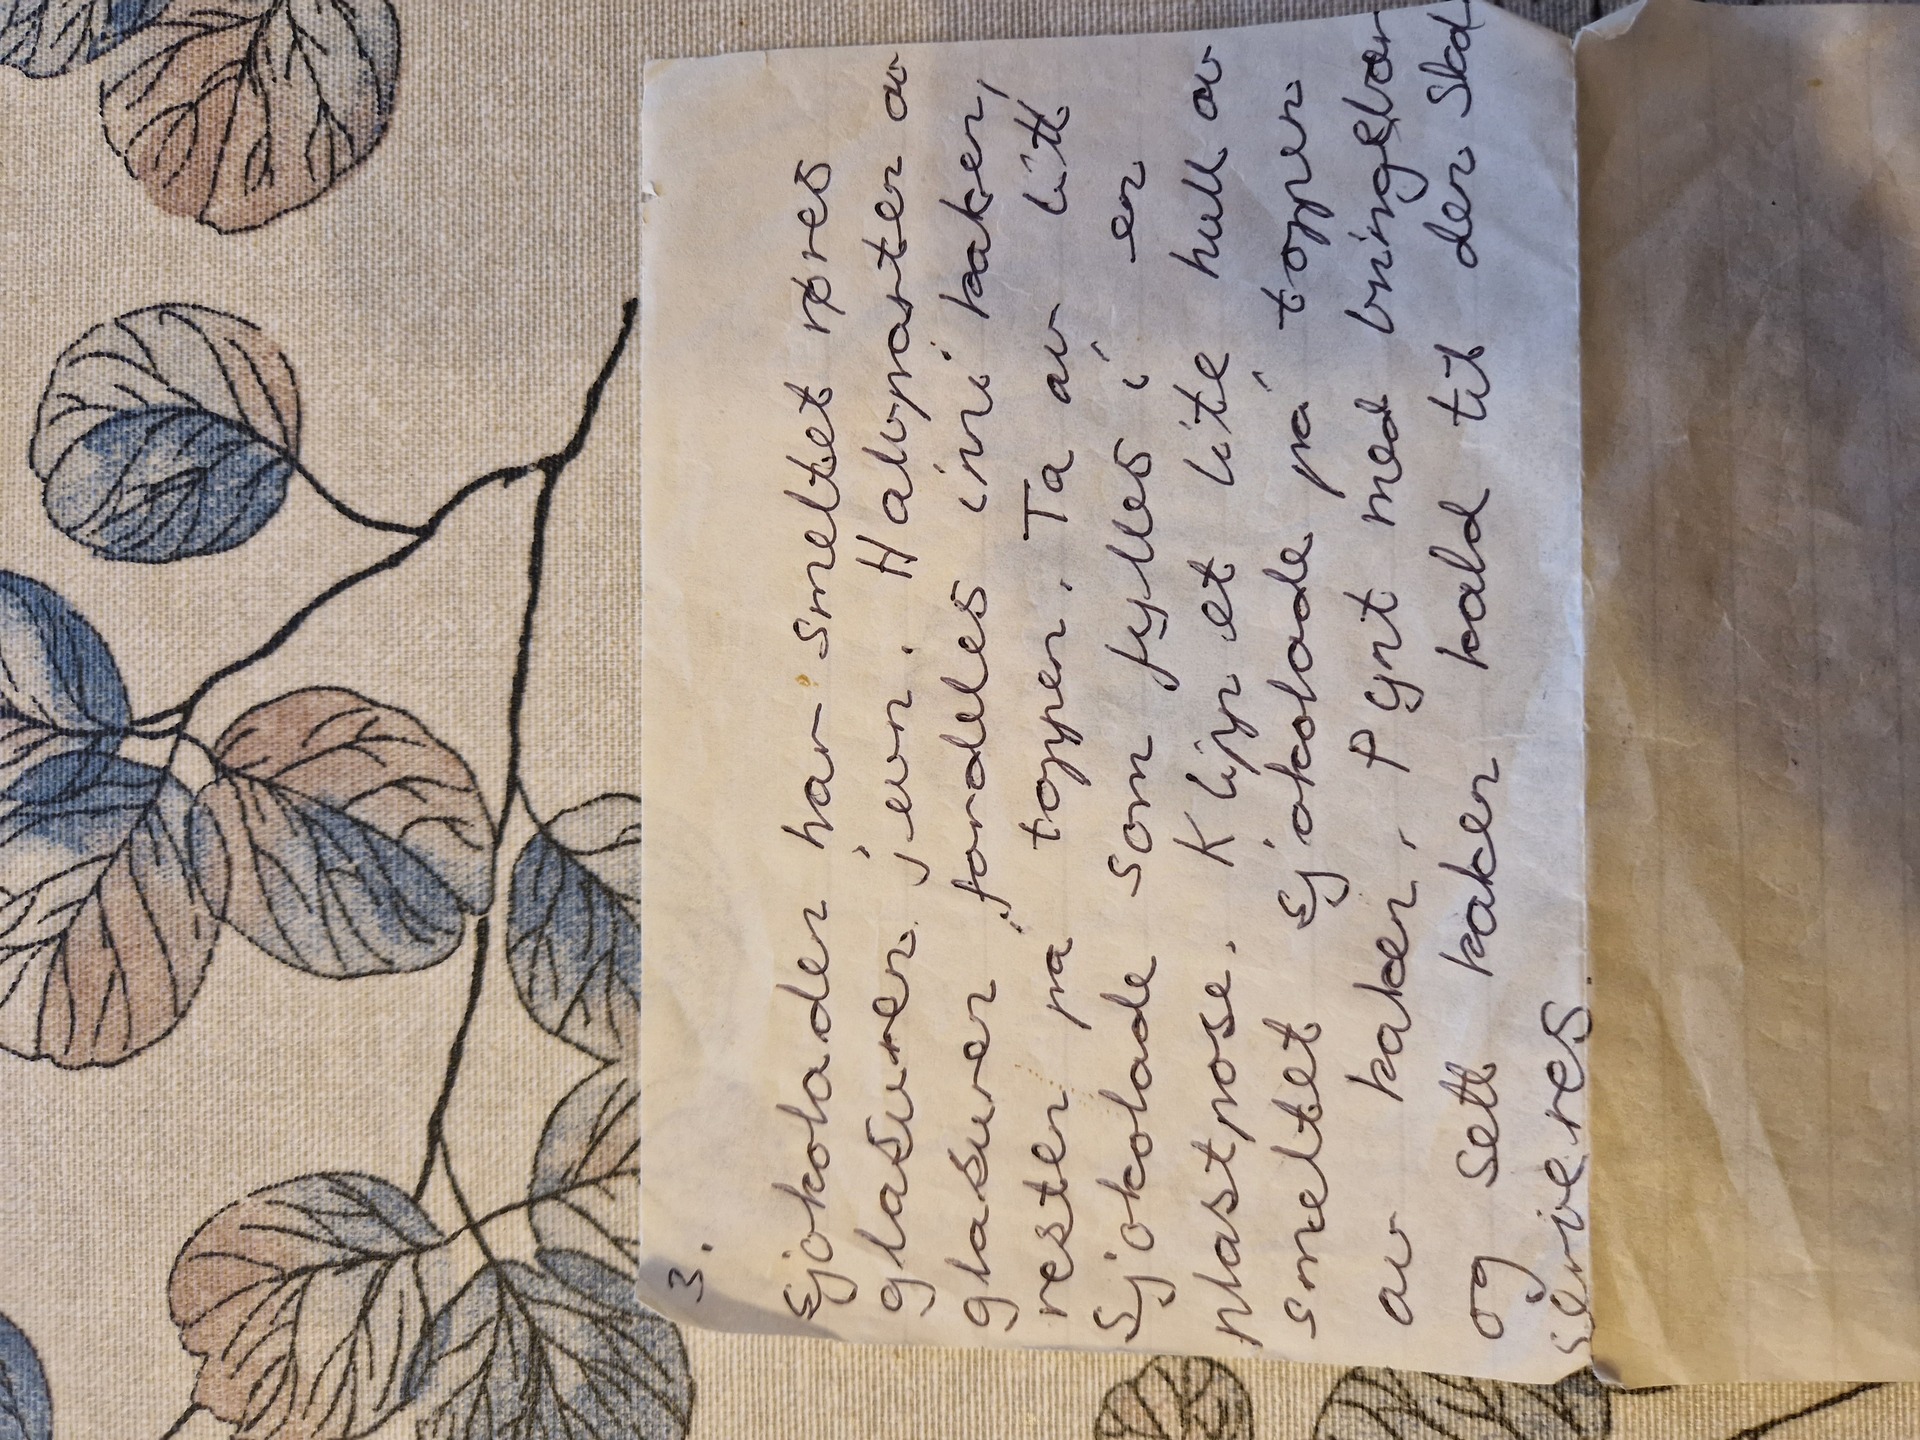 3.
sjokoladen har smeltet røres
glasuren jevn. Halvparten av
glasuren fordeles inni kaken,
resten på toppen. Ta av litt
Sjokolade som fylles i en
plastpose. Klipp et lite hull av
smeltet sjokolade på toppen
av kaken. Pynt med bringebær
og sett kaken kald til den skal
serveres.